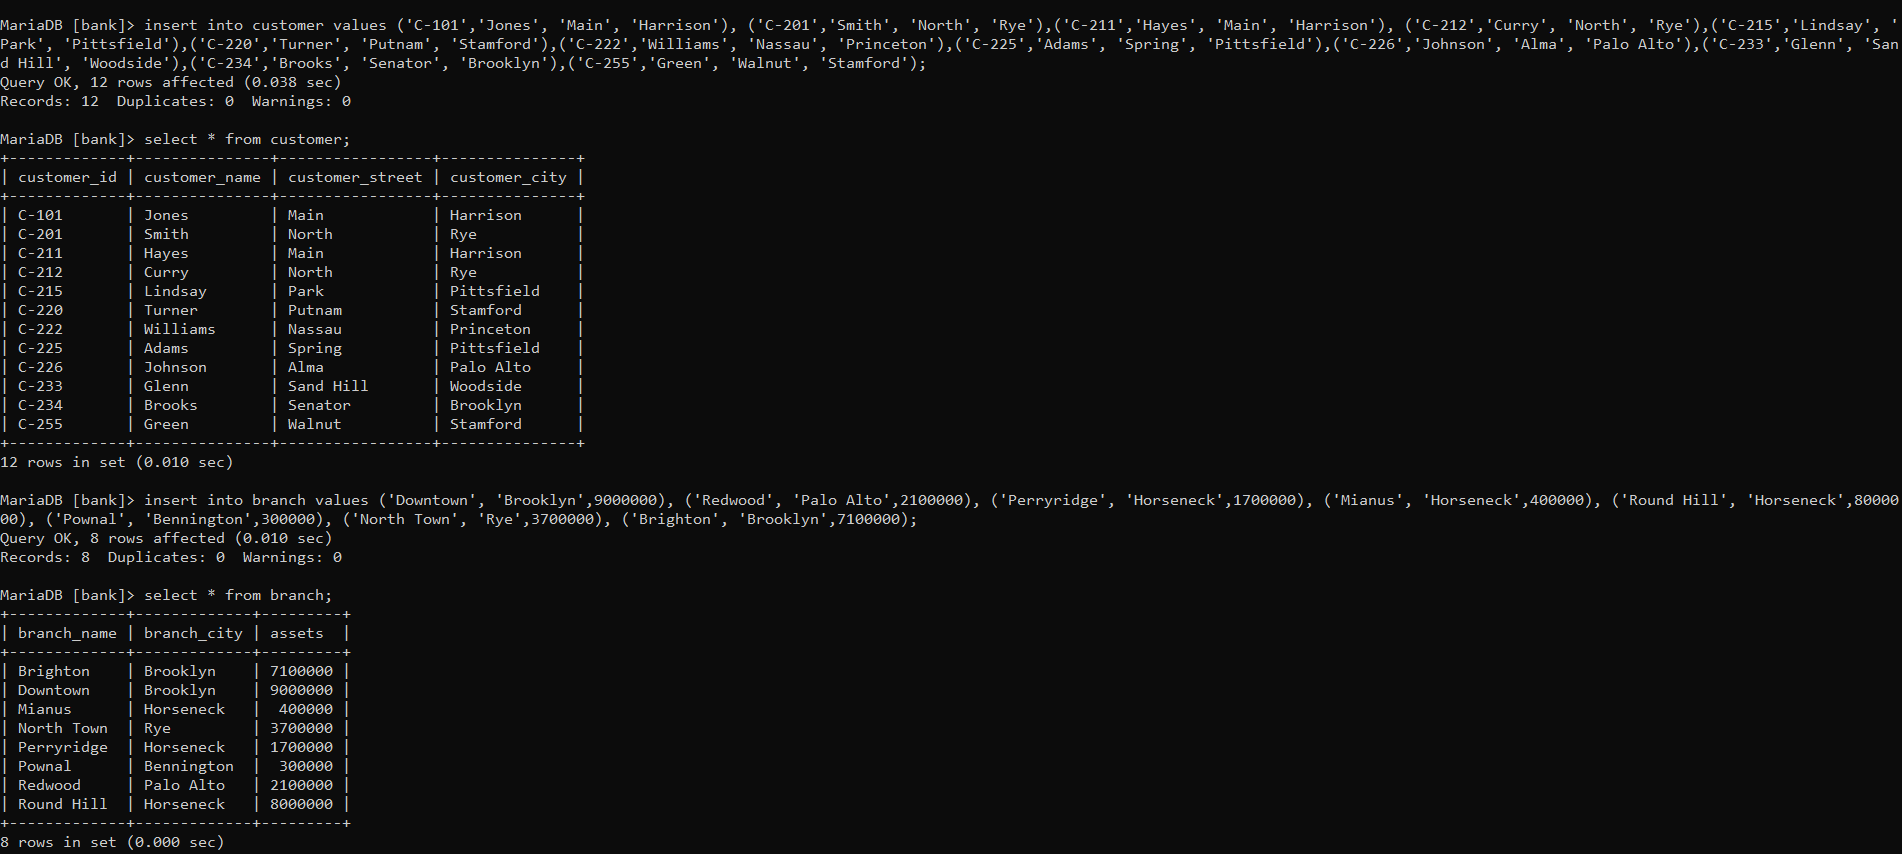 MariaDB [bank]> insert into customer values ('C-101','Jones', 'Main', 'Harrison'), ('C-201','Smith', 'North', 'Rye'),('C-211','Hayes', 'Main', 'Harrison'), ('C-212','Curry', 'North', 'Rye'),('C-215','Lindsay', '
Park', 'Pittsfield'),('C-220','Turner', 'Putnam', 'Stamford'),('C-222','Williams', 'Nassau', 'Princeton'),('C-225','Adams', 'Spring', 'Pittsfield'),('C-226','Johnson', 'Alma', 'Palo Alto'),('C-233','Glenn', 'San
d Hill', 'Woodside'),('C-234','Brooks', 'Senator', 'Brooklyn'),('C-255','Green', 'Walnut', 'Stamford');
Query OK, 12 rows affected (0.038 sec)
Records: 12  Duplicates: 0  Warnings: 0
MariaDB [bank]> select * from customer;
+-------------+---------------+-----------------+---------------+
| customer_id | customer_name | customer_street | customer_city |
+-------------+---------------+-----------------+---------------+
| C-101       | Jones         | Main            | Harrison      |
| C-201       | Smith         | North           | Rye           |
| C-211       | Hayes         | Main            | Harrison      |
| C-212       | Curry         | North           | Rye           |
| C-215       | Lindsay       | Park            | Pittsfield    |
| C-220       | Turner        | Putnam          | Stamford      |
| C-222       | Williams      | Nassau          | Princeton     |
| C-225       | Adams         | Spring          | Pittsfield    |
| C-226       | Johnson       | Alma            | Palo Alto     |
| C-233       | Glenn         | Sand Hill       | Woodside      |
| C-234       | Brooks        | Senator         | Brooklyn      |
| C-255       | Green         | Walnut          | Stamford      |
+-------------+---------------+-----------------+---------------+
12 rows in set (0.010 sec)
MariaDB [bank]> insert into branch values ('Downtown', 'Brooklyn',9000000), ('Redwood', 'Palo Alto',2100000), ('Perryridge', 'Horseneck',1700000), ('Mianus', 'Horseneck',400000), ('Round Hill', 'Horseneck',80000
00), ('Pownal', 'Bennington',300000), ('North Town', 'Rye',3700000), ('Brighton', 'Brooklyn',7100000);
Query OK, 8 rows affected (0.010 sec)
Records: 8  Duplicates: 0  Warnings: 0
MariaDB [bank]> select * from branch;
+-------------+-------------+---------+
| branch_name | branch_city | assets  |
+-------------+-------------+---------+
| Brighton    | Brooklyn    | 7100000 |
| Downtown    | Brooklyn    | 9000000 |
| Mianus      | Horseneck   |  400000 |
| North Town  | Rye         | 3700000 |
| Perryridge  | Horseneck   | 1700000 |
| Pownal      | Bennington  |  300000 |
| Redwood     | Palo Alto   | 2100000 |
| Round Hill  | Horseneck   | 8000000 |
+-------------+-------------+---------+
8 rows in set (0.000 sec)